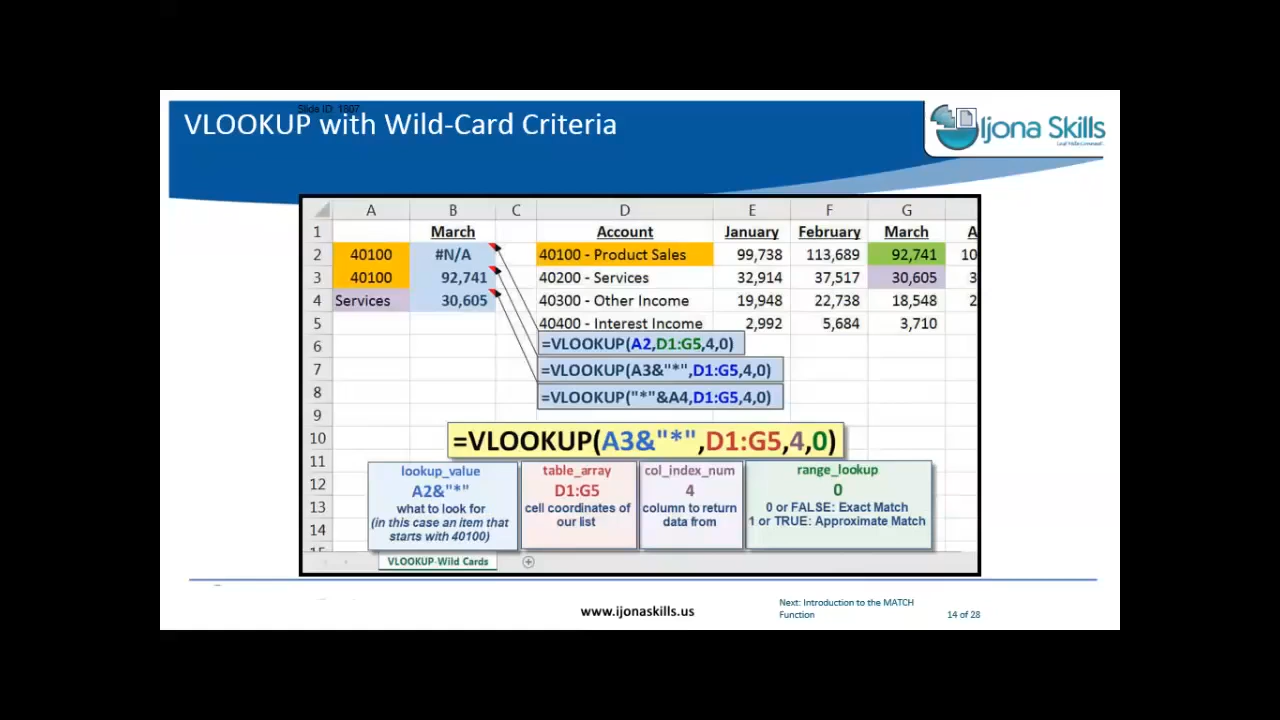 Slide ID: 1807
VLOOKUP with Wild-Card Criteria
Ijona Skills
A B C D E F G
1 March Account January February March A
2 40100 #N/A 40100 - Product Sales 99,738 113,689 92,741 10
3 40100 92,741 40200 - Services 32,914 37,517 30,605 3
4 Services 30,605 40300 - Other Income 19,948 22,738 18,548 2
5 40400 - Interest Income 2,992 5,684 3,710
6 =VLOOKUP(A2,D1:G5,4,0)
7 =VLOOKUP(A3&"*",D1:G5,4,0)
8 =VLOOKUP("*"&A4,D1:G5,4,0)
9
10 =VLOOKUP(A3&"*",D1:G5,4,0)
11 lookup_value table_array col_index_num range_lookup
12 A2&"*" D1:G5 4 0
13 what to look for cell coordinates of column to return 0 or FALSE: Exact Match
(in this case an item that our list data from 1 or TRUE: Approximate Match
14 starts with 40100)
15
VLOOKUP Wild Cards
www.ijonaskills.us
Next: Introduction to the MATCH
Function
14 of 28